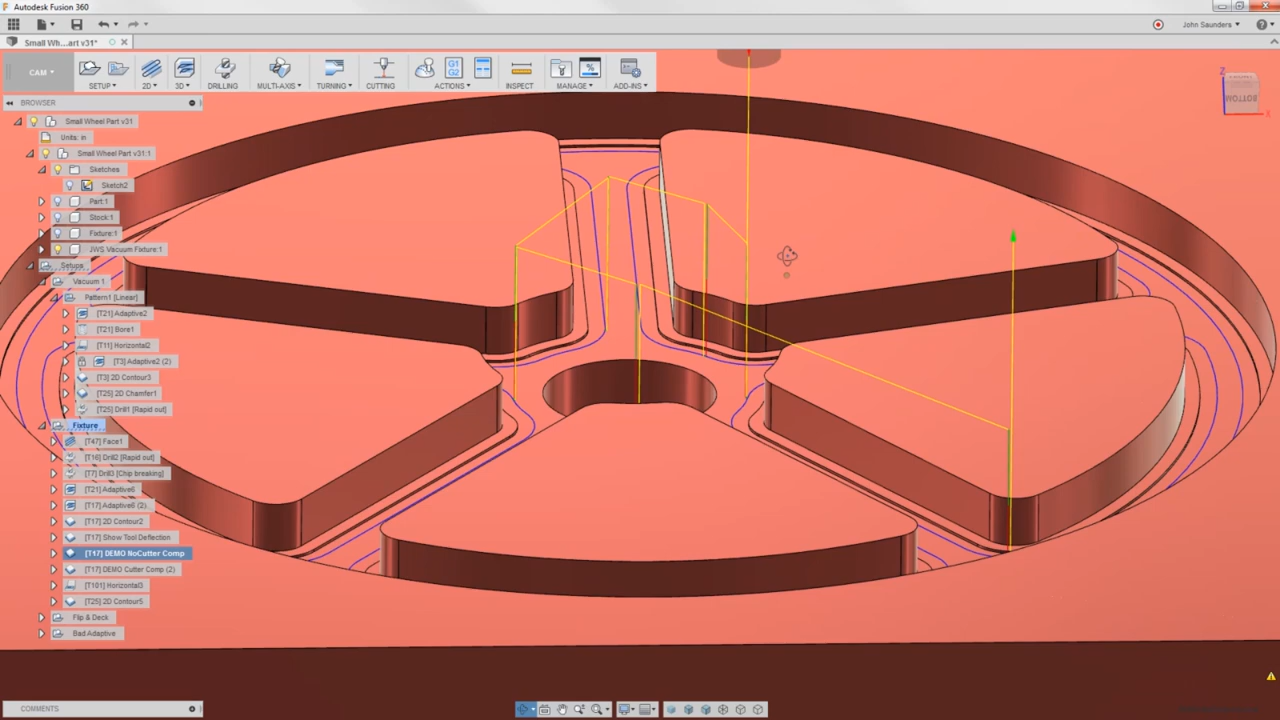 Autodesk Fusion 360
John Saunders
Small Wh...art v31*
CAM
SETUP
2D
3D
DRILLING
MULTI-AXIS
TURNING
CUTTING
G1
G2
ACTIONS
INSPECT
MANAGE
ADD-INS
BROWSER
Z
BOTTOM
X
Small Wheel Part v31
Units: in
Small Wheel Part v31:1
Sketches
Sketch2
Part:1
Stock:1
Fixture:1
JWS Vacuum Fixture:1
Setups
Vacuum 1
Pattern1 [Linear]
[T21] Adaptive2
[T21] Bore1
[T11] Horizontal2
[T3] Adaptive2 (2)
[T3] 2D Contour3
[T25] 2D Chamfer1
[T25] Drill1 [Rapid out]
Fixture
[T47] Face1
[T16] Drill2 [Rapid out]
[T7] Drill3 [Chip breaking]
[T21] Adaptive6
[T17] Adaptive6 (2)
[T17] 2D Contour2
[T17] Show Tool Deflection
[T17] DEMO NoCutter Comp
[T17] DEMO Cutter Comp (2)
[T101] Horizontal3
[T25] 2D Contour5
Flip & Deck
Bad Adaptive
COMMENTS